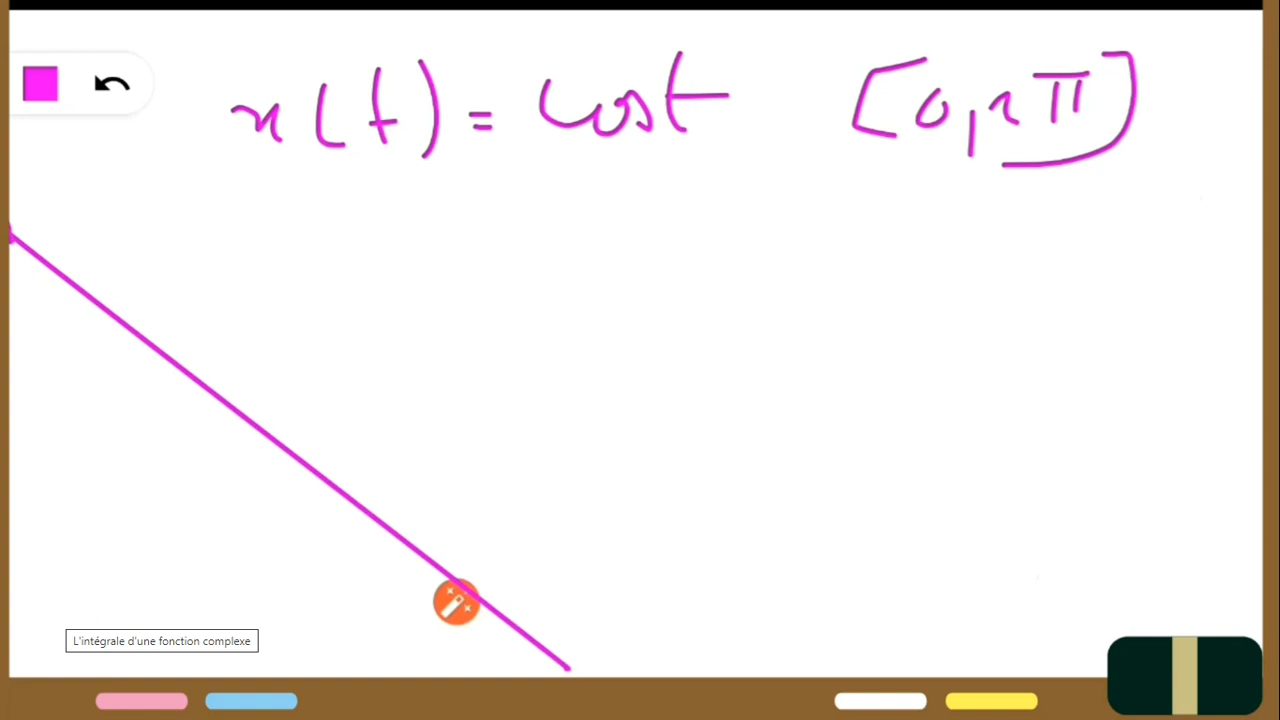 x(t) = cost [0,2π]
L'intégrale d'une fonction complexe